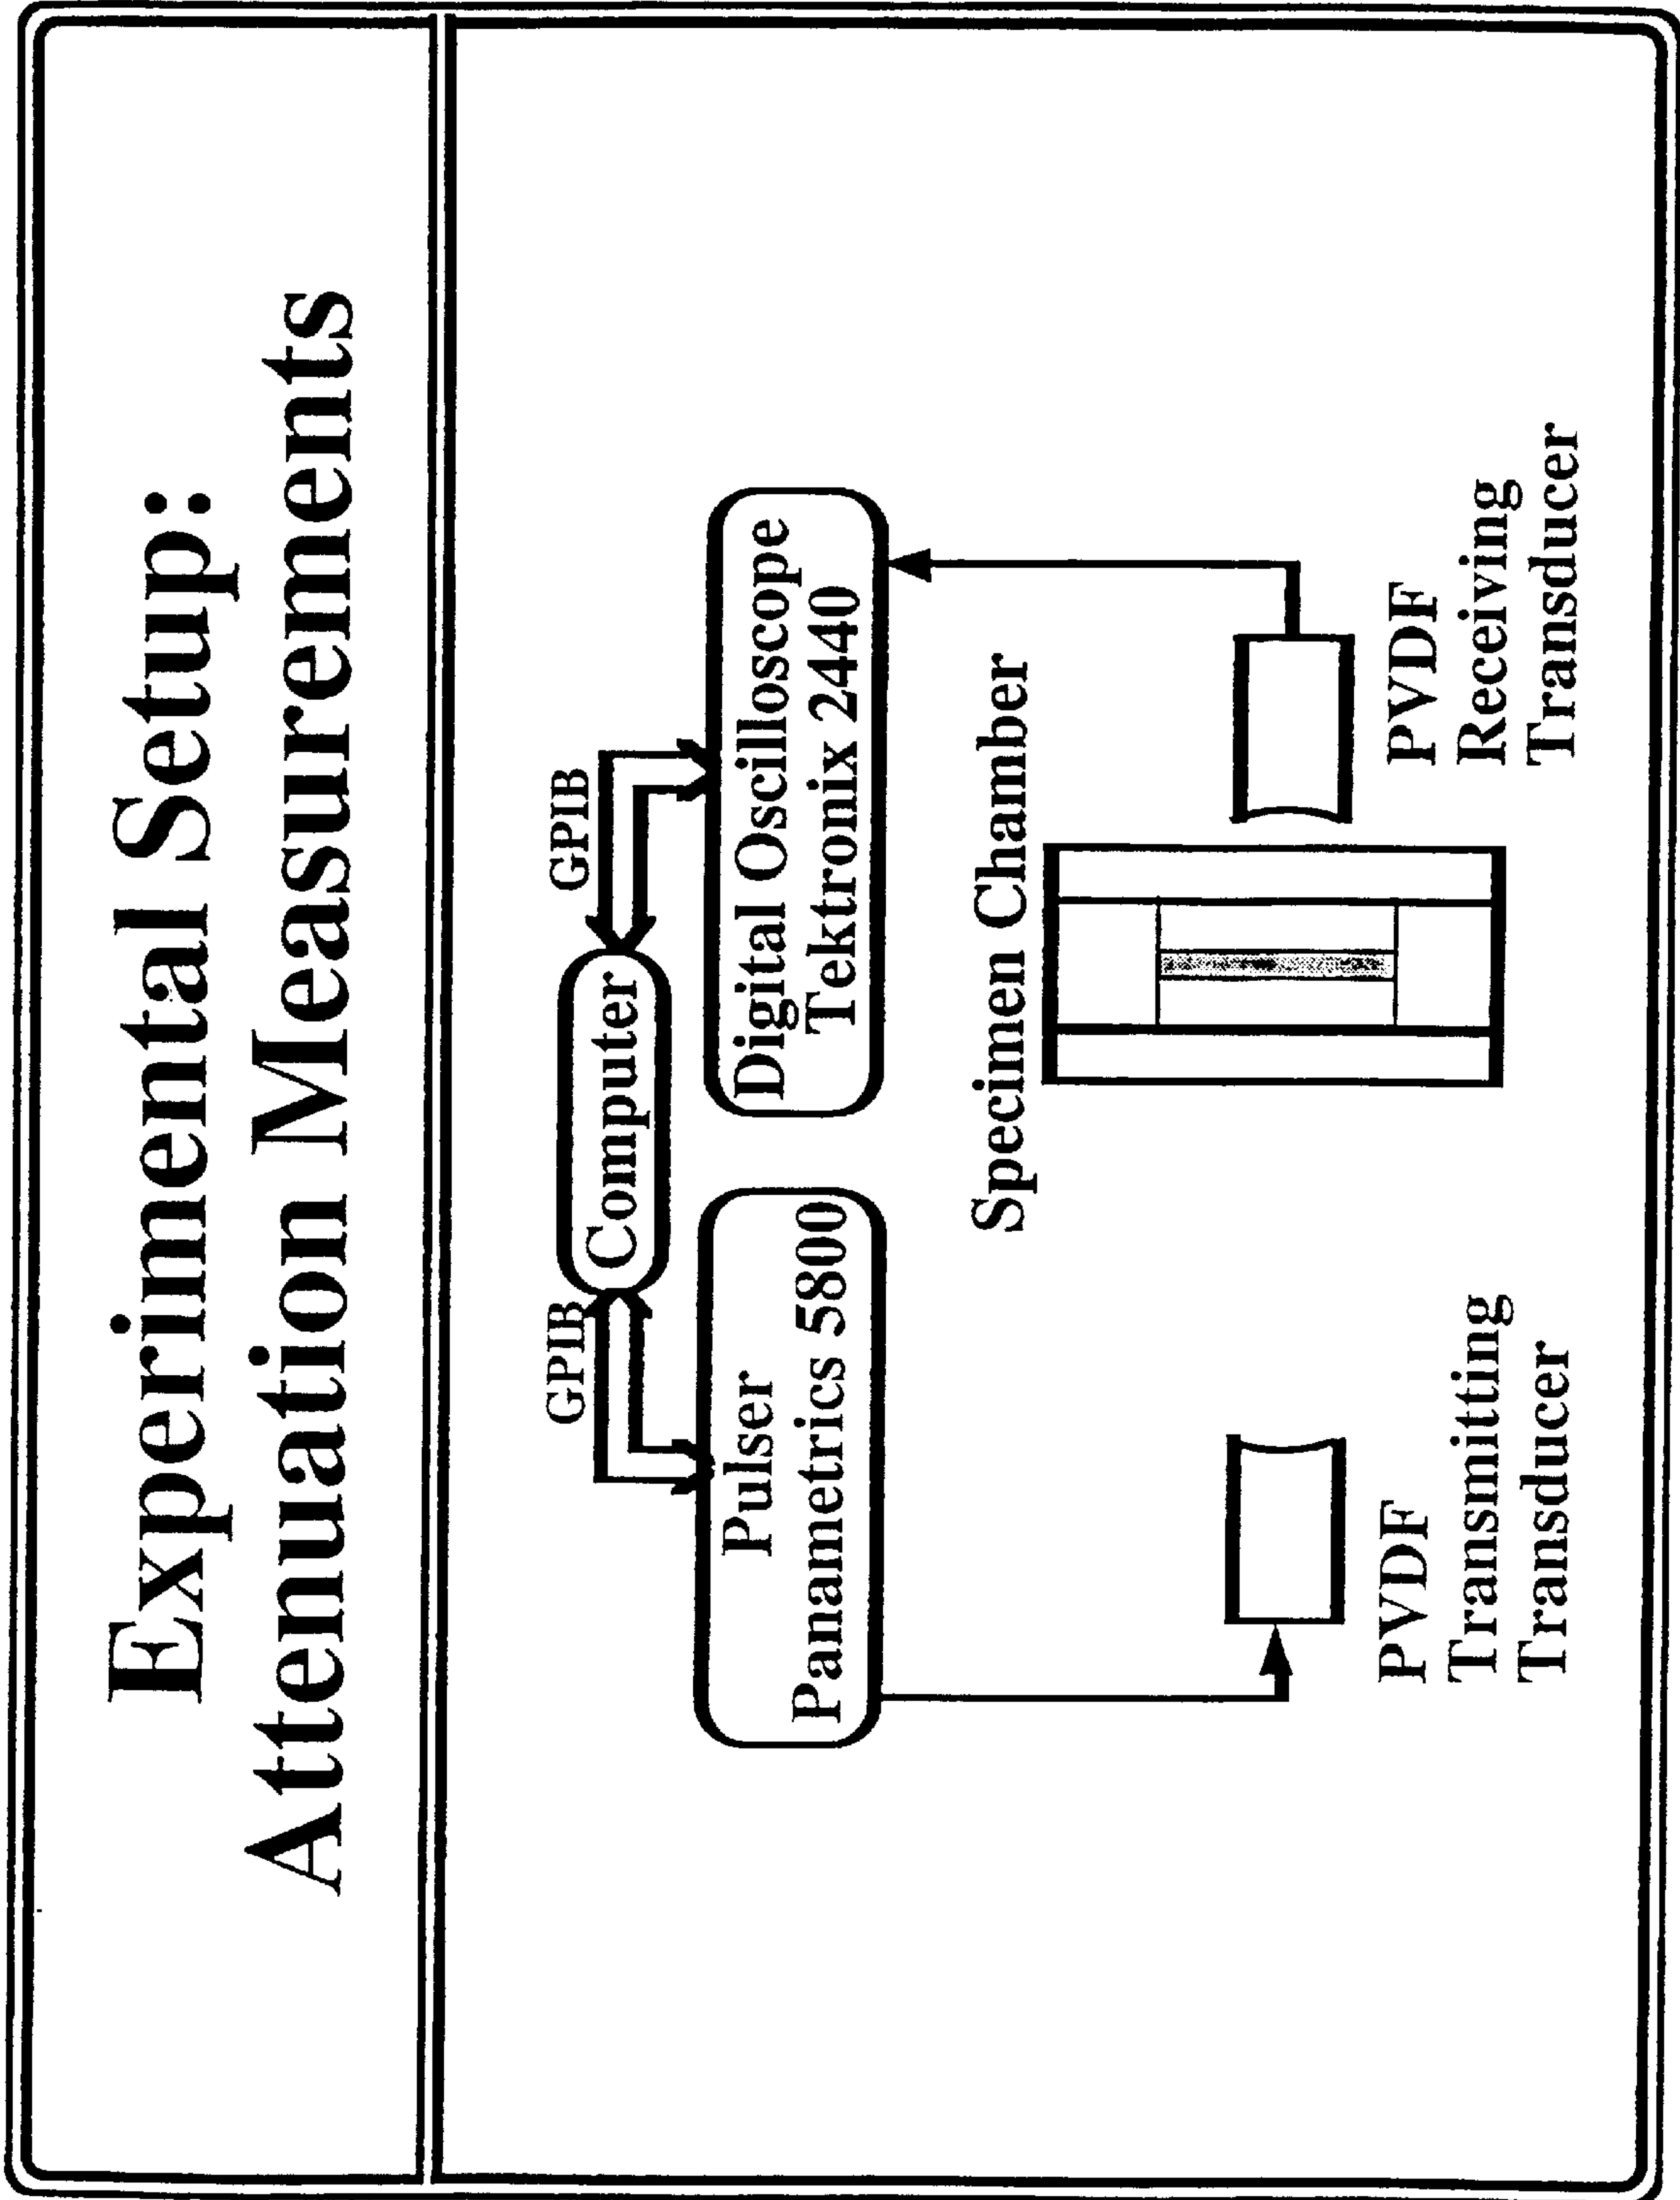 Experimental Setup:
Attenuation Measurements
GPIB
GPIB
Computer
Pulser
Panametrics 5800
Digital Oscilloscope
Tektronix 2440
Specimen Chamber
PVDF
Transmitting
Transducer
PVDF
Receiving
Transducer